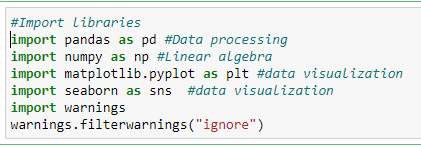 #Import libraries
import pandas as pd #Data processing
import numpy as np #Linear algebra
import matplotlib.pyplot as plt #data visualization
import seaborn as sns  #data visualization
import warnings
warnings.filterwarnings("ignore")